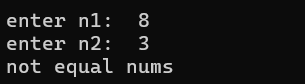 enter n1:  8
enter n2:  3
not equal nums